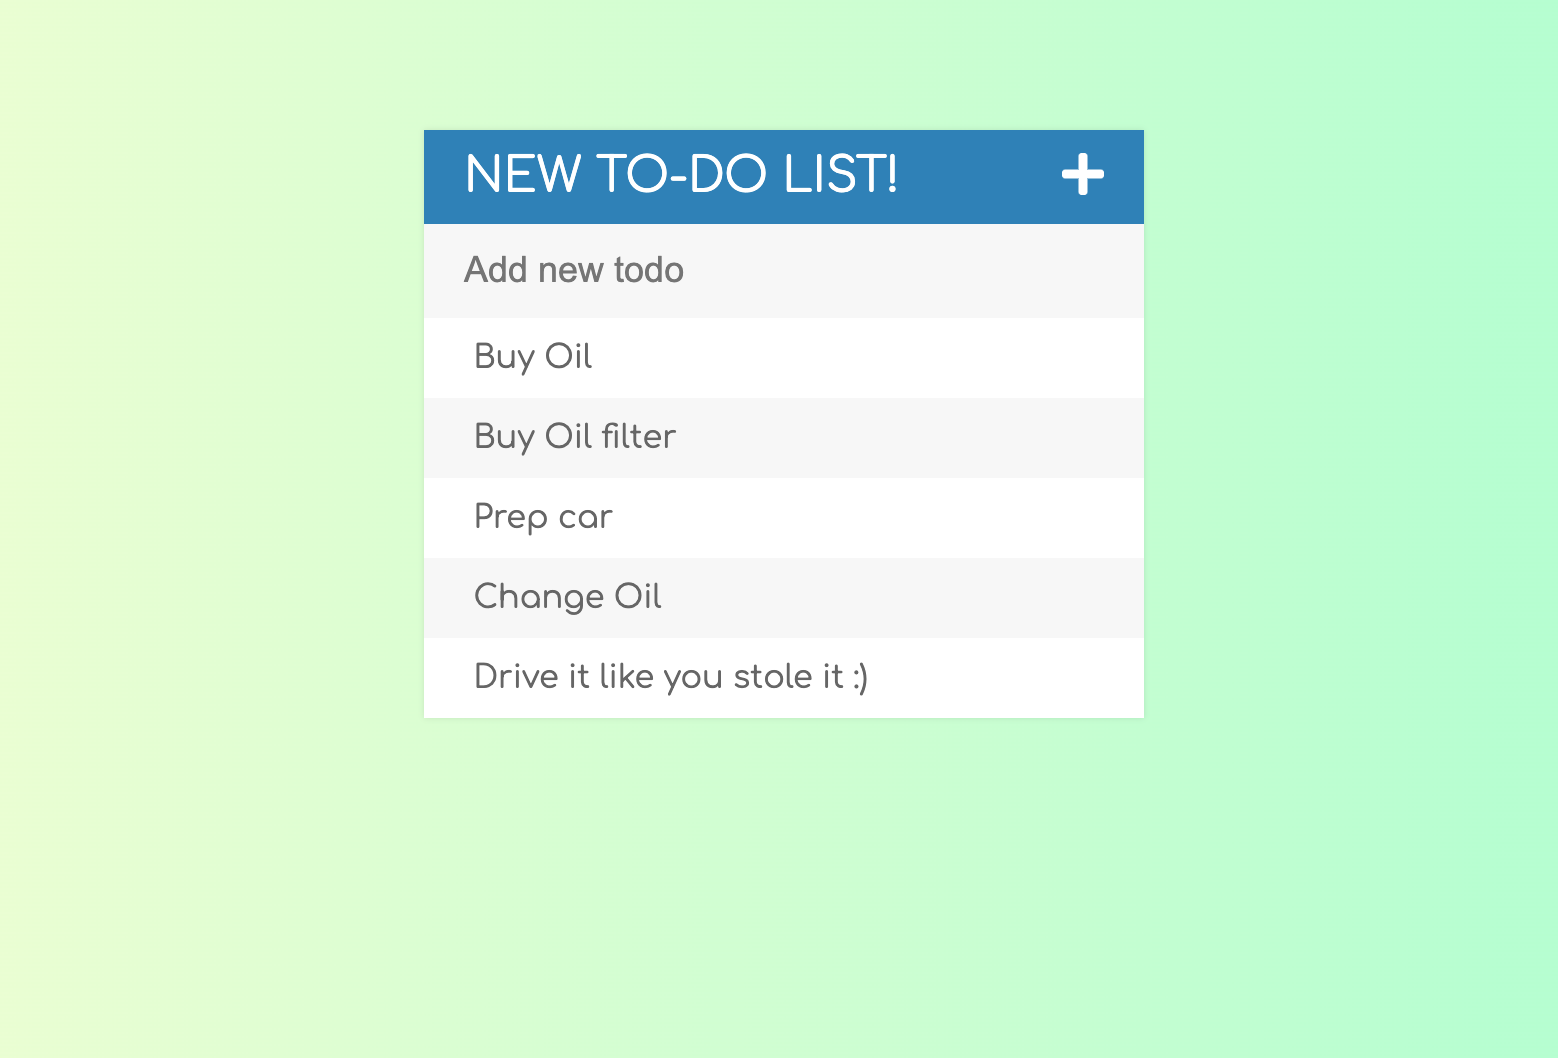 NEW TO-DO LIST!
Add new todo
Buy Oil
Buy Oil filter
Prep car
Change Oil
Drive it like you stole it :)